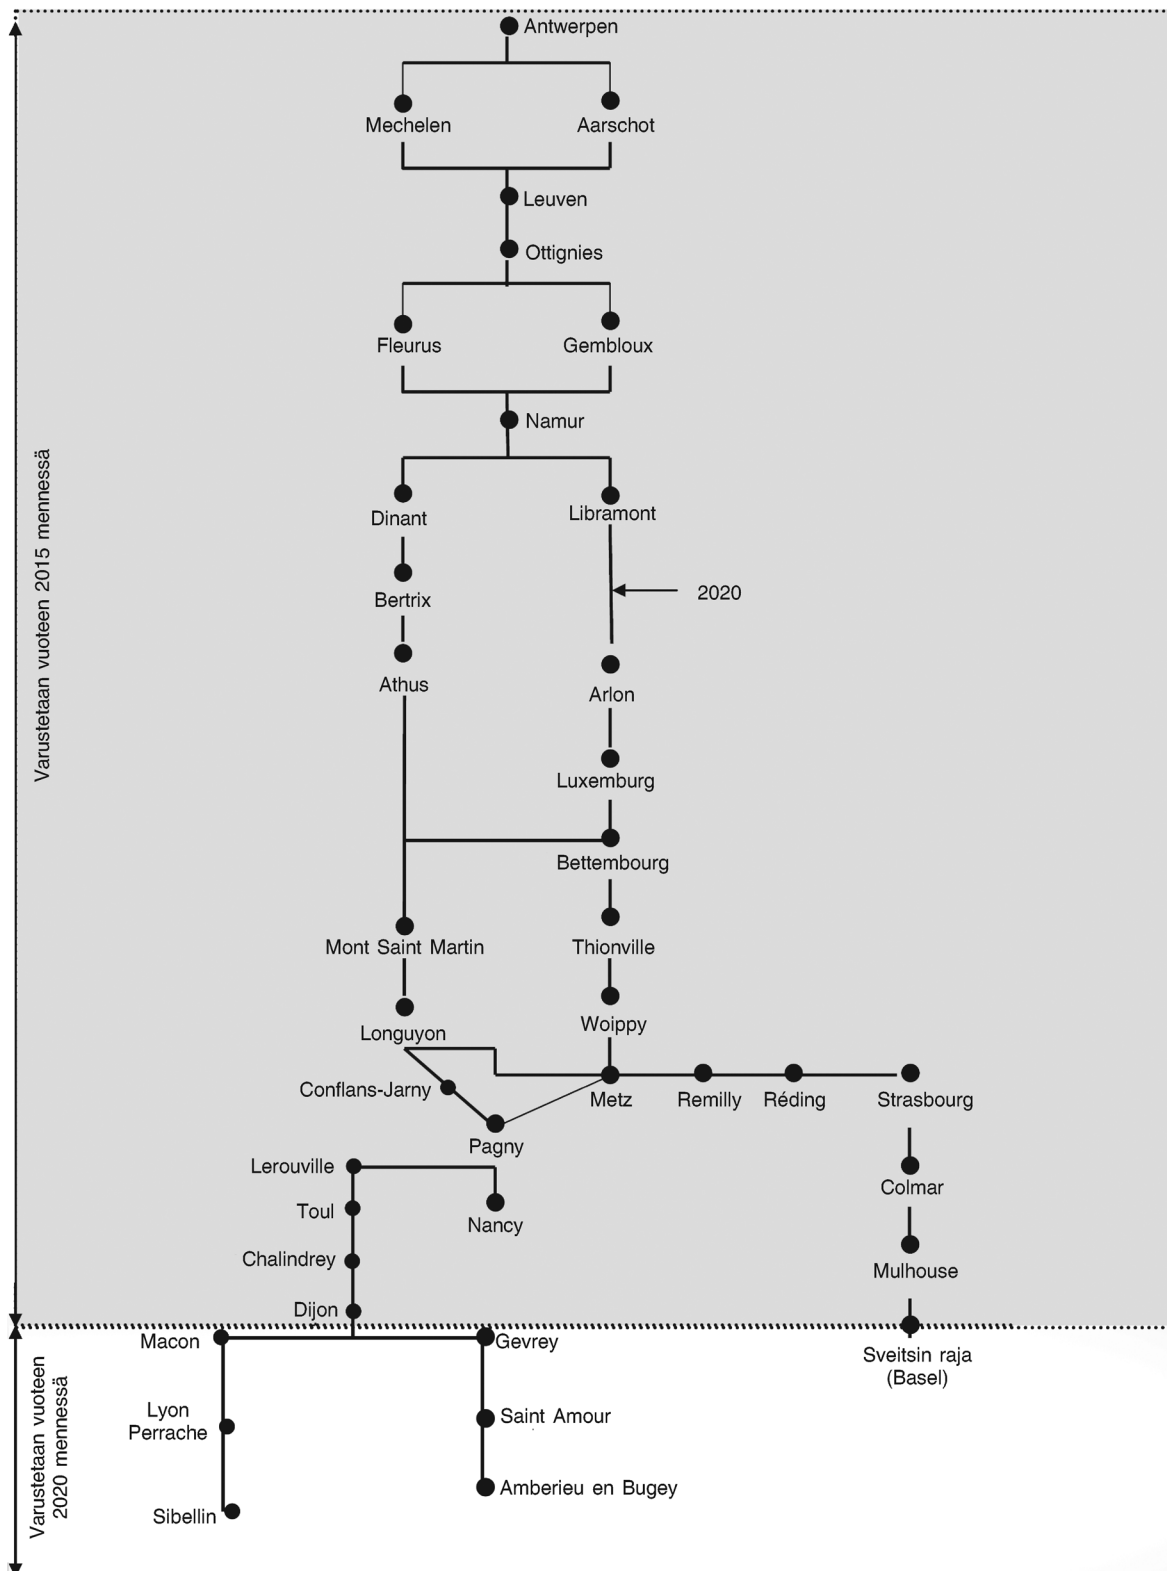 Antwerpen
Mechelen
Aarschot
Leuven
Ottignies
Fleurus
Gembloux
Namur
Dinant
Libramont
2020
Bertrix
Athus
Arlon
Luxemburg
Bettembourg
Mont Saint Martin
Thionville
Longuyon
Woippy
Conflans-Jarny
Metz
Remilly
Réding
Strasbourg
Pagny
Lerouville
Colmar
Toul
Nancy
Chalindrey
Mulhouse
Dijon
Macon
Gevrey
Sveitsin raja
(Basel)
Lyon
Perrache
Saint Amour
Amberieu en Bugey
Sibellin
Varustetaan vuoteen 2015 mennessä
Varustetaan vuoteen
2020 mennessä